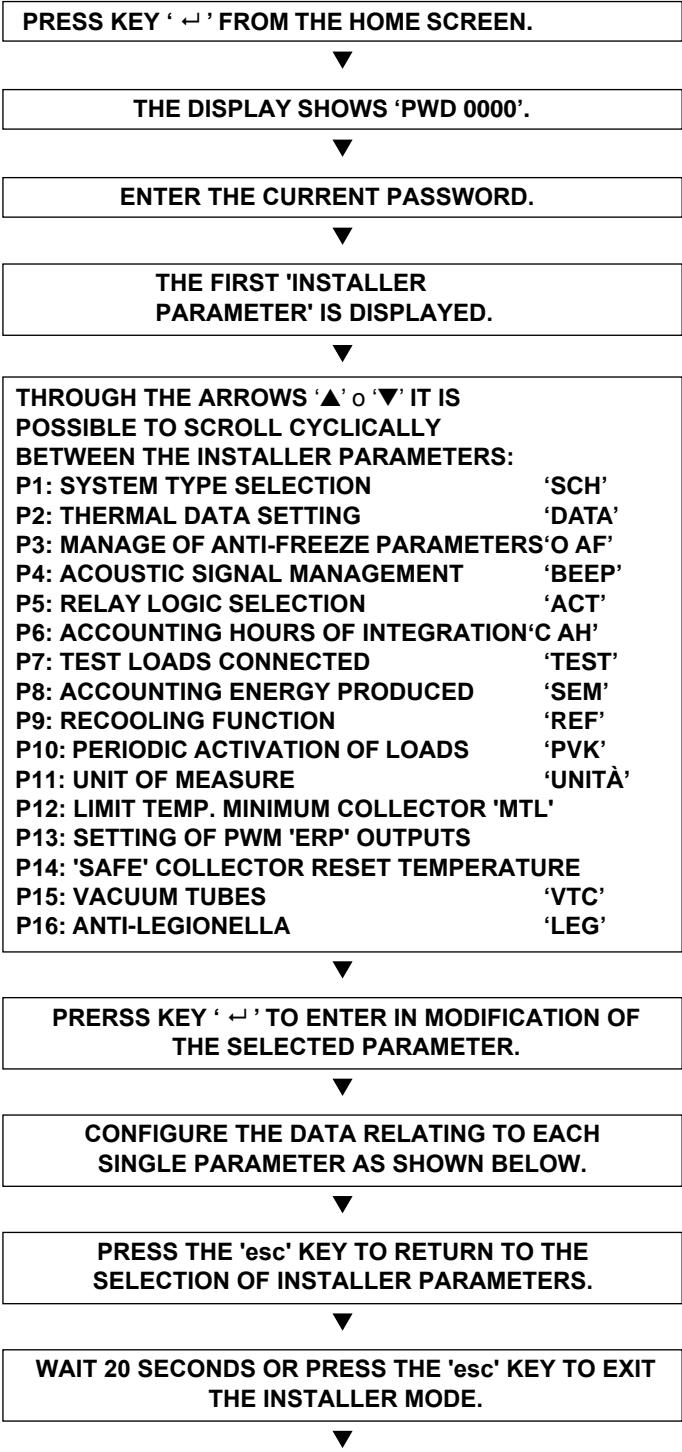 PRESS KEY ‘ ↵ ’ FROM THE HOME SCREEN.
▼
THE DISPLAY SHOWS ‘PWD 0000’.
▼
ENTER THE CURRENT PASSWORD.
▼
THE FIRST 'INSTALLER
PARAMETER' IS DISPLAYED.
▼
THROUGH THE ARROWS ‘▲’ o ‘▼’ IT IS
POSSIBLE TO SCROLL CYCLICALLY
BETWEEN THE INSTALLER PARAMETERS:
P1: SYSTEM TYPE SELECTION ‘SCH’
P2: THERMAL DATA SETTING ‘DATA’
P3: MANAGE OF ANTI-FREEZE PARAMETERS‘O AF’
P4: ACOUSTIC SIGNAL MANAGEMENT ‘BEEP’
P5: RELAY LOGIC SELECTION ‘ACT’
P6: ACCOUNTING HOURS OF INTEGRATION‘C AH’
P7: TEST LOADS CONNECTED ‘TEST’
P8: ACCOUNTING ENERGY PRODUCED ‘SEM’
P9: RECOOLING FUNCTION ‘REF’
P10: PERIODIC ACTIVATION OF LOADS ‘PVK’
P11: UNIT OF MEASURE ‘UNITÀ’
P12: LIMIT TEMP. MINIMUM COLLECTOR 'MTL'
P13: SETTING OF PWM 'ERP' OUTPUTS
P14: 'SAFE' COLLECTOR RESET TEMPERATURE
P15: VACUUM TUBES ‘VTC’
P16: ANTI-LEGIONELLA ‘LEG’
▼
PRERSS KEY ‘ ↵ ’ TO ENTER IN MODIFICATION OF
THE SELECTED PARAMETER.
▼
CONFIGURE THE DATA RELATING TO EACH
SINGLE PARAMETER AS SHOWN BELOW.
▼
PRESS THE 'esc' KEY TO RETURN TO THE
SELECTION OF INSTALLER PARAMETERS.
▼
WAIT 20 SECONDS OR PRESS THE 'esc' KEY TO EXIT
THE INSTALLER MODE.
▼